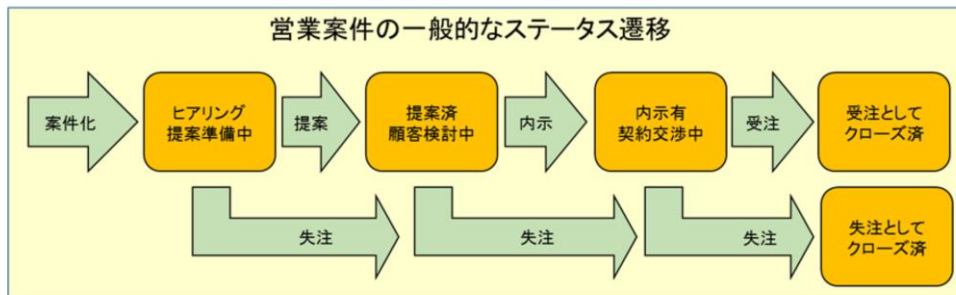 営業案件の一般的なステータス遷移
案件化
ヒアリング
提案準備中
提案
提案済
顧客検討中
内示
内示有
契約交渉中
受注
受注として
クローズ済
失注
失注
失注
失注として
クローズ済